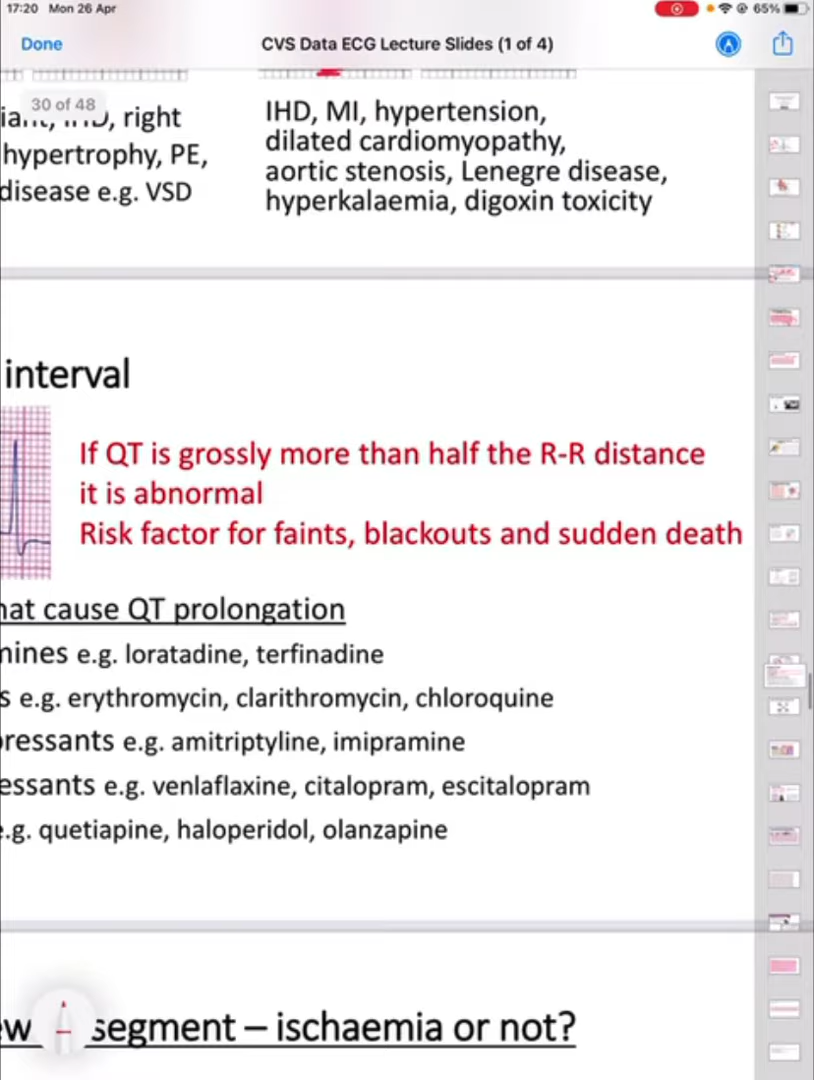 17:20 Mon 26 Apr
65%
Done
CVS Data ECG Lecture Slides (1 of 4)
30 of 48
right
hypertrophy, PE,
disease e.g. VSD
IHD, MI, hypertension,
dilated cardiomyopathy,
aortic stenosis, Lenegre disease,
hyperkalaemia, digoxin toxicity
interval
If QT is grossly more than half the R-R distance
it is abnormal
Risk factor for faints, blackouts and sudden death
hat cause QT prolongation
mines e.g. loratadine, terfinadine
s e.g. erythromycin, clarithromycin, chloroquine
pressants e.g. amitriptyline, imipramine
essants e.g. venlaflaxine, citalopram, escitalopram
e.g. quetiapine, haloperidol, olanzapine
ew segment – ischaemia or not?